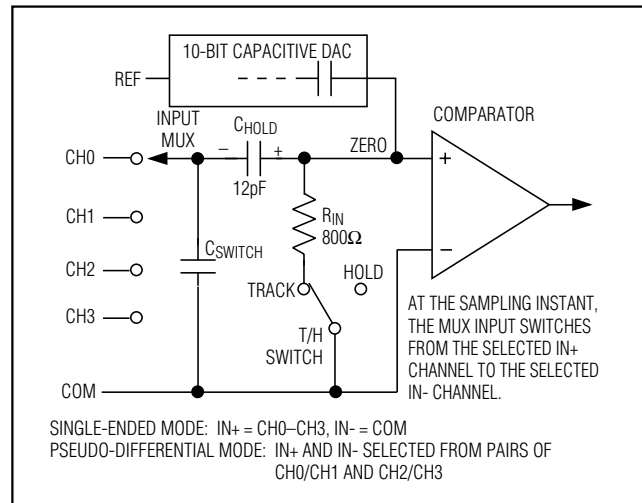 10-BIT CAPACITIVE DAC
REF
COMPARATOR
INPUT
MUX
C_HOLD
ZERO
CH0
− +
12pF
+
R_IN
800Ω
CH1
C_SWITCH
−
HOLD
CH2
TRACK
AT THE SAMPLING INSTANT,
THE MUX INPUT SWITCHES
FROM THE SELECTED IN+
CHANNEL TO THE SELECTED
IN- CHANNEL.
CH3
T/H
SWITCH
COM
SINGLE-ENDED MODE: IN+ = CH0–CH3, IN- = COM
PSEUDO-DIFFERENTIAL MODE: IN+ AND IN- SELECTED FROM PAIRS OF
CH0/CH1 AND CH2/CH3